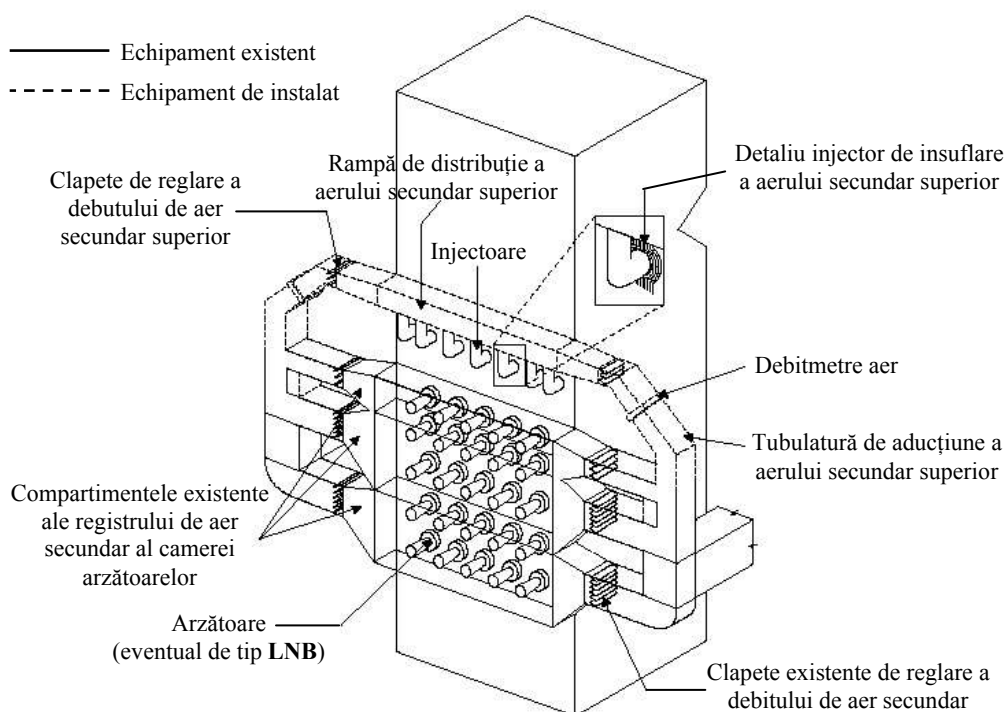 Echipament existent
Echipament de instalat
Rampă de distribuție a
aerului secundar superior
Detaliu injector de insuflare
a aerului secundar superior
Clapete de reglare a
debutului de aer
secundar superior
Injectoare
Debitmetre aer
Tubulatură de aducțiune a
aerului secundar superior
Compartimentele existente
ale registrului de aer
secundar al camerei
arzătoarelor
Arzătoare
(eventual de tip LNB)
Clapete existente de reglare a
debitului de aer secundar